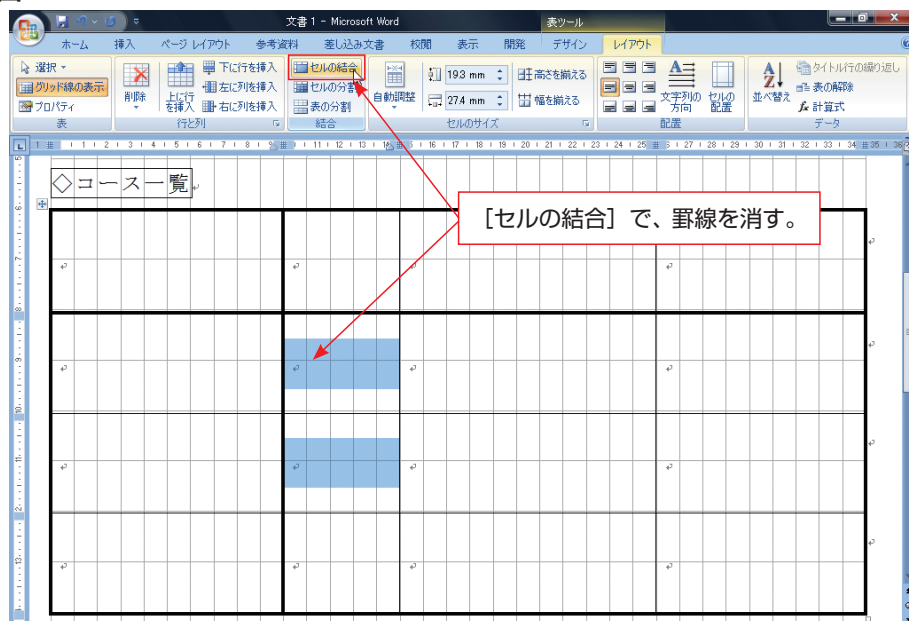 文書 1 - Microsoft Word
表ツール
ホーム 挿入 ページ レイアウト 参考資料 差し込み文書 校閲 表示 開発 デザイン レイアウト
選択
グリッド線の表示
プロパティ
表
削除
上に行を挿入
下に行を挿入
左に列を挿入
右に列を挿入
行と列
セルの結合
セルの分割
表の分割
結合
自動調整
19.3 mm
27.4 mm
高さを揃える
幅を揃える
セルのサイズ
文字列の方向
セルの配置
配置
並べ替え
タイトル行の繰り返し
表の解除
計算式
データ
◇コース一覧
[セルの結合] で、罫線を消す。